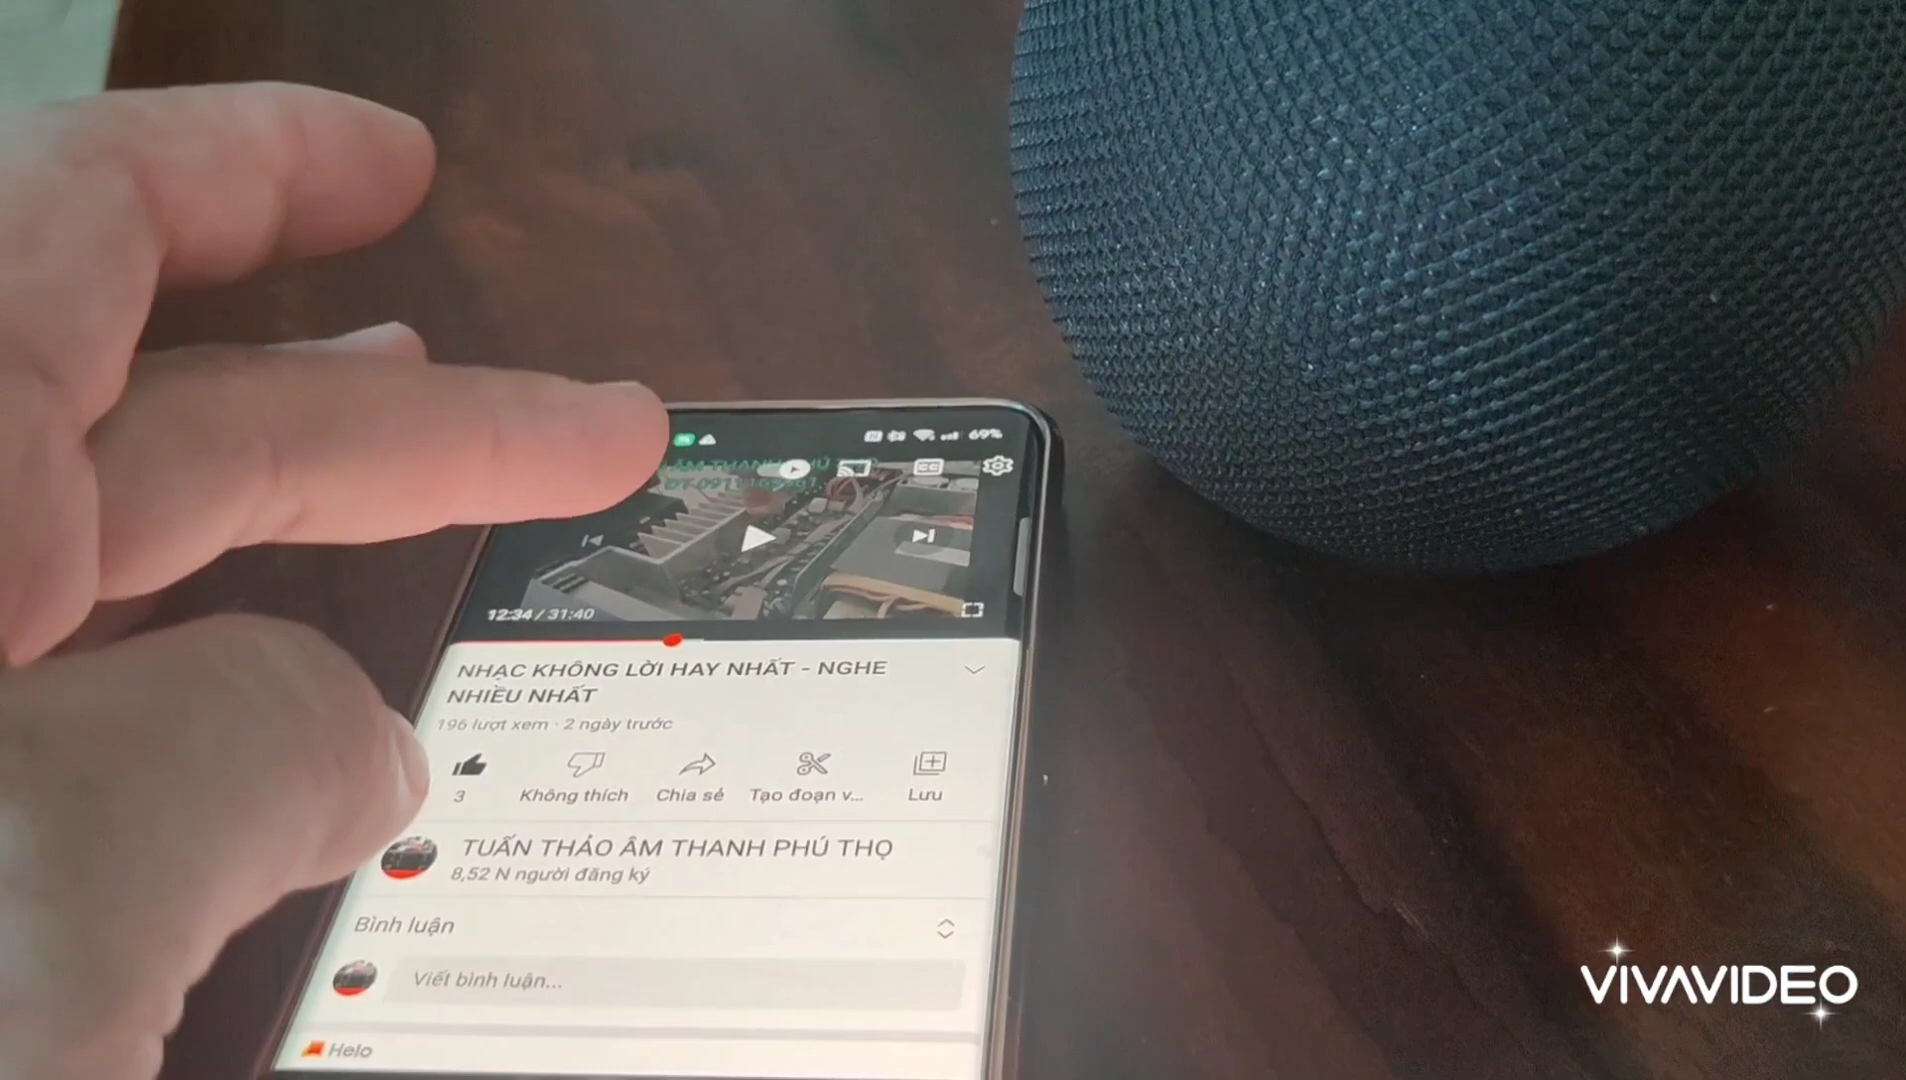 69%
CC
12:34 / 31:40
NHẠC KHÔNG LỜI HAY NHẤT - NGHE
NHIỀU NHẤT
196 lượt xem · 2 ngày trước
3
Không thích
Chia sẻ
Tạo đoạn v...
Lưu
TUẤN THẢO ÂM THANH PHÚ THỌ
8,52 N người đăng ký
Bình luận
Viết bình luận...
Helo
VIVAVIDEO